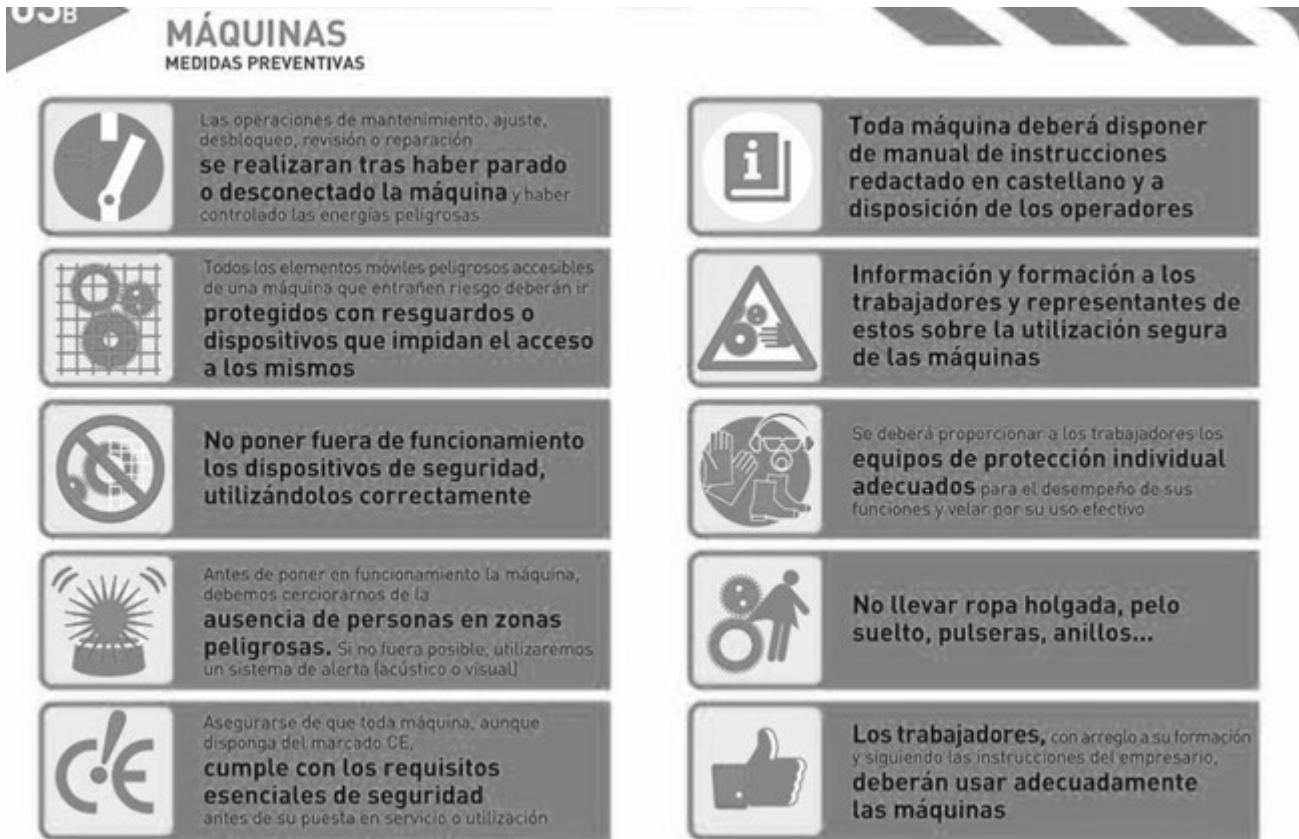 03B
MÁQUINAS
MEDIDAS PREVENTIVAS
Las operaciones de mantenimiento, ajuste,
desbloqueo, revisión o reparación
se realizaran tras haber parado
o desconectado la máquina y haber
controlado las energías peligrosas
Todos los elementos móviles peligrosos accesibles
de una máquina que entrañen riesgo deberán ir
protegidos con resguardos o
dispositivos que impidan el acceso
a los mismos
No poner fuera de funcionamiento
los dispositivos de seguridad,
utilizándolos correctamente
Antes de poner en funcionamiento la máquina,
debemos cerciorarnos de la
ausencia de personas en zonas
peligrosas. Si no fuera posible, utilizaremos
un sistema de alerta (acústico o visual)
CE
Asegurarse de que toda máquina, aunque
disponga del marcado CE,
cumple con los requisitos
esenciales de seguridad
antes de su puesta en servicio o utilización
i
Toda máquina deberá disponer
de manual de instrucciones
redactado en castellano y a
disposición de los operadores
Información y formación a los
trabajadores y representantes de
estos sobre la utilización segura
de las máquinas
Se deberá proporcionar a los trabajadores los
equipos de protección individual
adecuados para el desempeño de sus
funciones y velar por su uso efectivo
No llevar ropa holgada, pelo
suelto, pulseras, anillos...
Los trabajadores, con arreglo a su formación
y siguiendo las instrucciones del empresario,
deberán usar adecuadamente
las máquinas